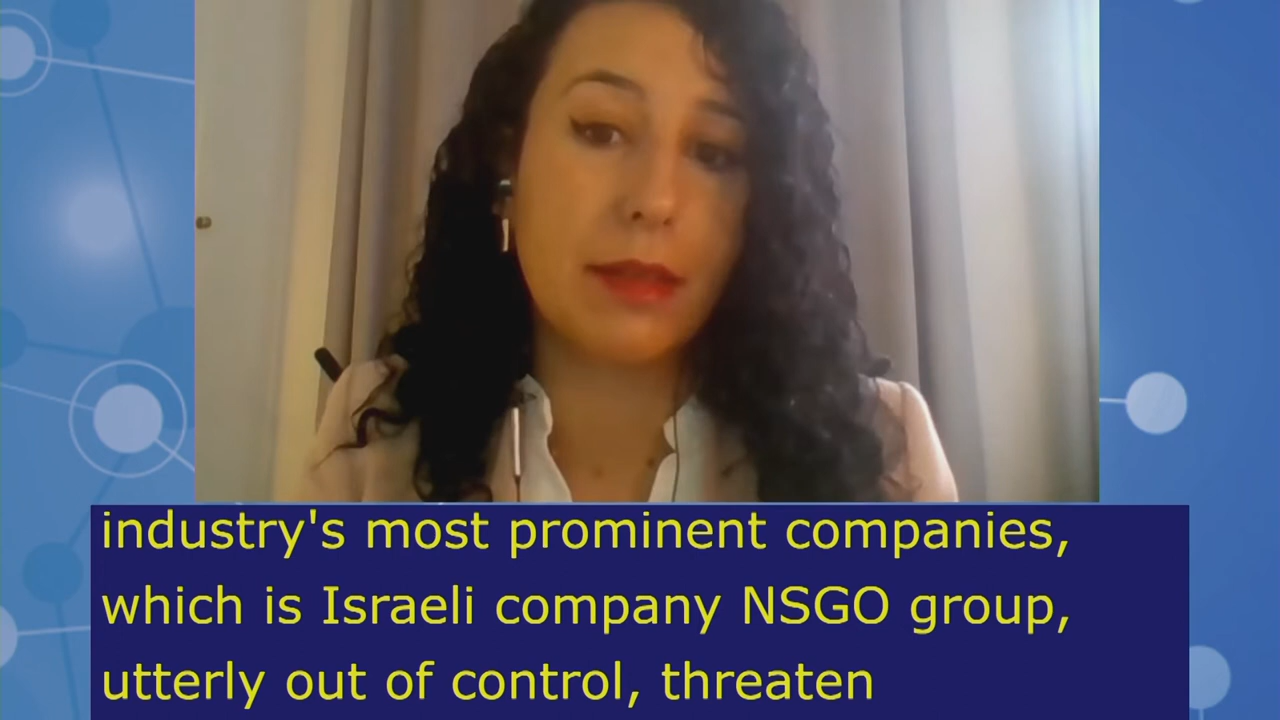 industry's most prominent companies,
which is Israeli company NSGO group,
utterly out of control, threaten